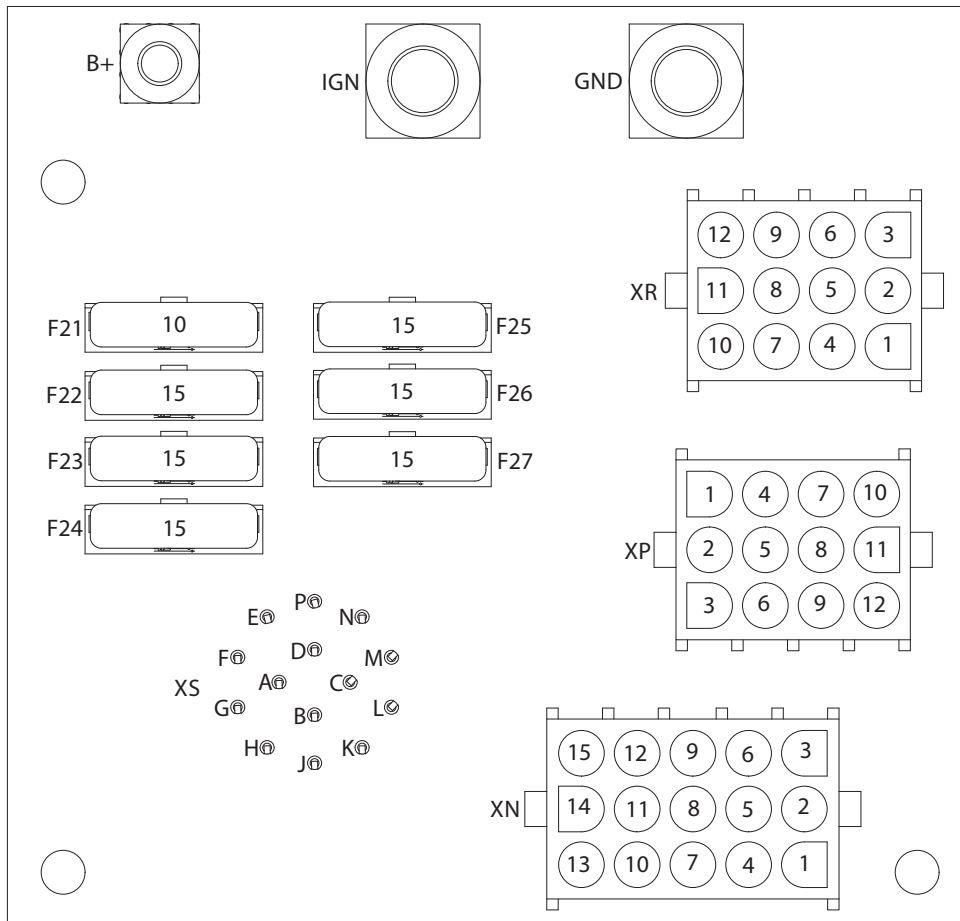 B+ IGN GND
XR
12 9 6 3
11 8 5 2
10 7 4 1
F21 10 15 F25
F22 15 15 F26
F23 15 15 F27
F24 15
XP
1 4 7 10
2 5 8 11
3 6 9 12
XS
P
E N
D
F M
A C
G L
B
H K
J
XN
15 12 9 6 3
14 11 8 5 2
13 10 7 4 1